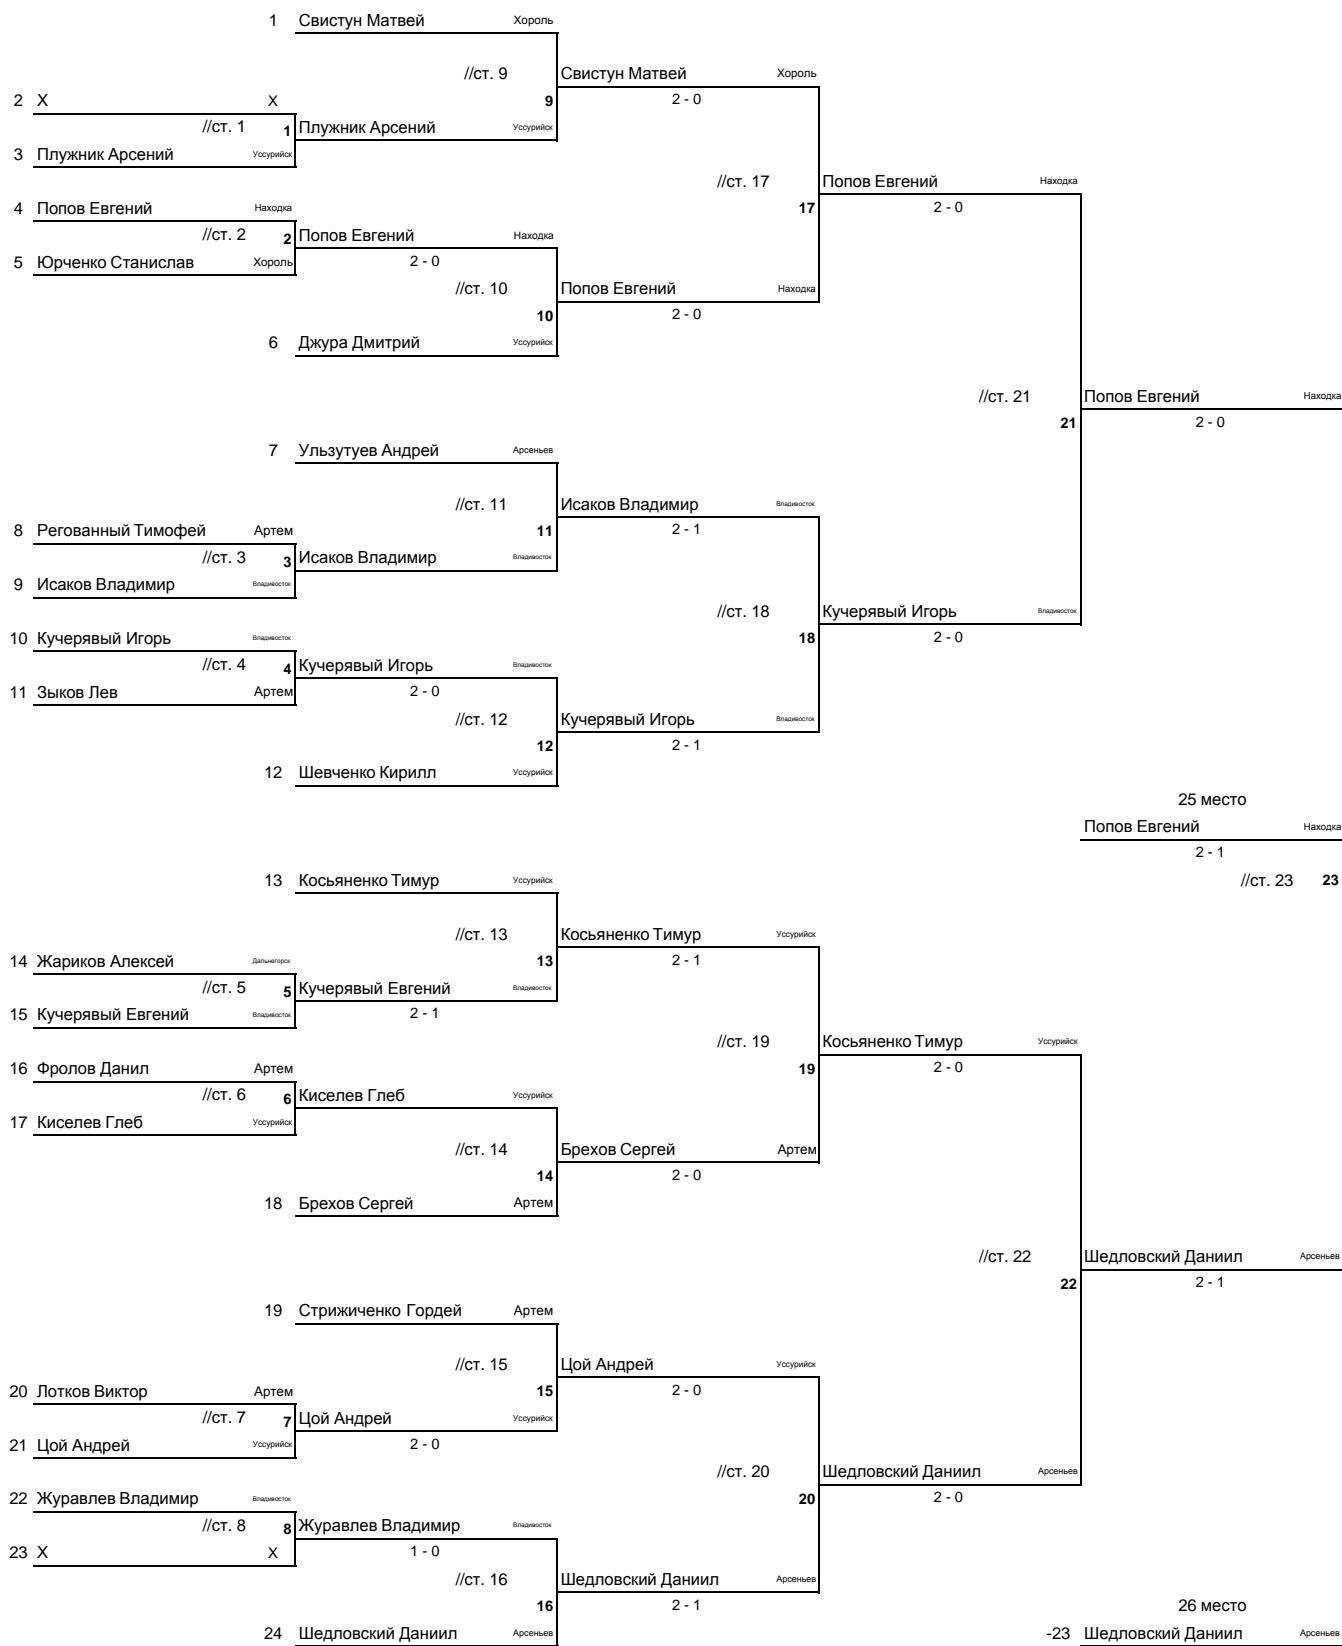 1 Свистун Матвей Хороль
//ст. 9 Свистун Матвей Хороль
2 X X 9 2 - 0
//ст. 1 1 Плужник Арсений Уссурийск
3 Плужник Арсений Уссурийск
//ст. 17 Попов Евгений Находка
4 Попов Евгений Находка 17 2 - 0
//ст. 2 2 Попов Евгений Находка
5 Юрченко Станислав Хороль 2 - 0
//ст. 10 Попов Евгений Находка
10 2 - 0
6 Джура Дмитрий Уссурийск
//ст. 21 Попов Евгений Находка
21 2 - 0
7 Ульзутуев Андрей Арсеньев
//ст. 11 Исаков Владимир Владивосток
8 Регованный Тимофей Артем 11 2 - 1
//ст. 3 3 Исаков Владимир Владивосток
9 Исаков Владимир Владивосток
//ст. 18 Кучерявый Игорь Владивосток
10 Кучерявый Игорь Владивосток 18 2 - 0
//ст. 4 4 Кучерявый Игорь Владивосток
11 Зыков Лев Артем 2 - 0
//ст. 12 Кучерявый Игорь Владивосток
12 2 - 1
12 Шевченко Кирилл Уссурийск
25 место
Попов Евгений Находка
2 - 1
13 Косьяненко Тимур Уссурийск //ст. 23 23
//ст. 13 Косьяненко Тимур Уссурийск
14 Жариков Алексей Дальнегорск 13 2 - 1
//ст. 5 5 Кучерявый Евгений Владивосток
15 Кучерявый Евгений Владивосток 2 - 1
//ст. 19 Косьяненко Тимур Уссурийск
16 Фролов Данил Артем 19 2 - 0
//ст. 6 6 Киселев Глеб Уссурийск
17 Киселев Глеб Уссурийск
//ст. 14 Брехов Сергей Артем
14 2 - 0
18 Брехов Сергей Артем
//ст. 22 Шедловский Даниил Арсеньев
22 2 - 1
19 Стрижиченко Гордей Артем
//ст. 15 Цой Андрей Уссурийск
20 Лотков Виктор Артем 15 2 - 0
//ст. 7 7 Цой Андрей Уссурийск
21 Цой Андрей Уссурийск 2 - 0
//ст. 20 Шедловский Даниил Арсеньев
22 Журавлев Владимир Владивосток 20 2 - 0
//ст. 8 8 Журавлев Владимир Владивосток
23 X X 1 - 0
//ст. 16 Шедловский Даниил Арсеньев
16 2 - 1 26 место
24 Шедловский Даниил Арсеньев -23 Шедловский Даниил Арсеньев